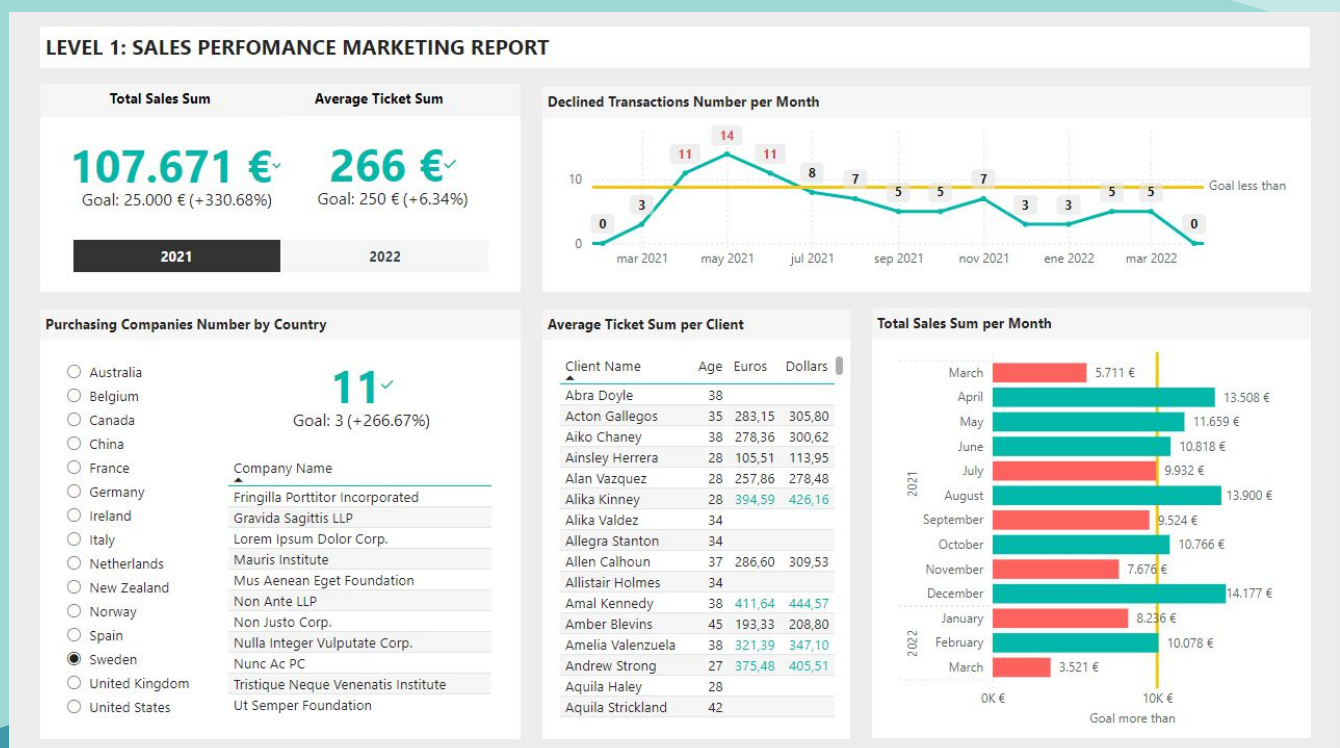 LEVEL 1: SALES PERFOMANCE MARKETING REPORT
Total Sales Sum
Average Ticket Sum
107.671 €
Goal: 25.000 € (+330.68%)
266 €
Goal: 250 € (+6.34%)
2021
2022
Declined Transactions Number per Month
10
0
0
3
11
14
11
8
7
5
5
7
3
3
5
5
0
Goal less than
mar 2021
may 2021
jul 2021
sep 2021
nov 2021
ene 2022
mar 2022
Purchasing Companies Number by Country
Australia
Belgium
Canada
China
France
Germany
Ireland
Italy
Netherlands
New Zealand
Norway
Spain
Sweden
United Kingdom
United States
11
Goal: 3 (+266.67%)
Company Name
Fringilla Porttitor Incorporated
Gravida Sagittis LLP
Lorem Ipsum Dolor Corp.
Mauris Institute
Mus Aenean Eget Foundation
Non Ante LLP
Non Justo Corp.
Nulla Integer Vulputate Corp.
Nunc Ac PC
Tristique Neque Venenatis Institute
Ut Semper Foundation
Average Ticket Sum per Client
Client Name Age Euros Dollars
Abra Doyle 38
Acton Gallegos 35 283,15 305,80
Aiko Chaney 38 278,36 300,62
Ainsley Herrera 28 105,51 113,95
Alan Vazquez 28 257,86 278,48
Alika Kinney 28 394,59 426,16
Alika Valdez 34
Allegra Stanton 34
Allen Calhoun 37 286,60 309,53
Allistair Holmes 34
Amal Kennedy 38 411,64 444,57
Amber Blevins 45 193,33 208,80
Amelia Valenzuela 38 321,39 347,10
Andrew Strong 27 375,48 405,51
Aquila Haley 28
Aquila Strickland 42
Total Sales Sum per Month
2021
March 5.711 €
April 13.508 €
May 11.659 €
June 10.818 €
July 9.932 €
August 13.900 €
September 9.524 €
October 10.766 €
November 7.676 €
December 14.177 €
2022
January 8.236 €
February 10.078 €
March 3.521 €
0K €
10K €
Goal more than